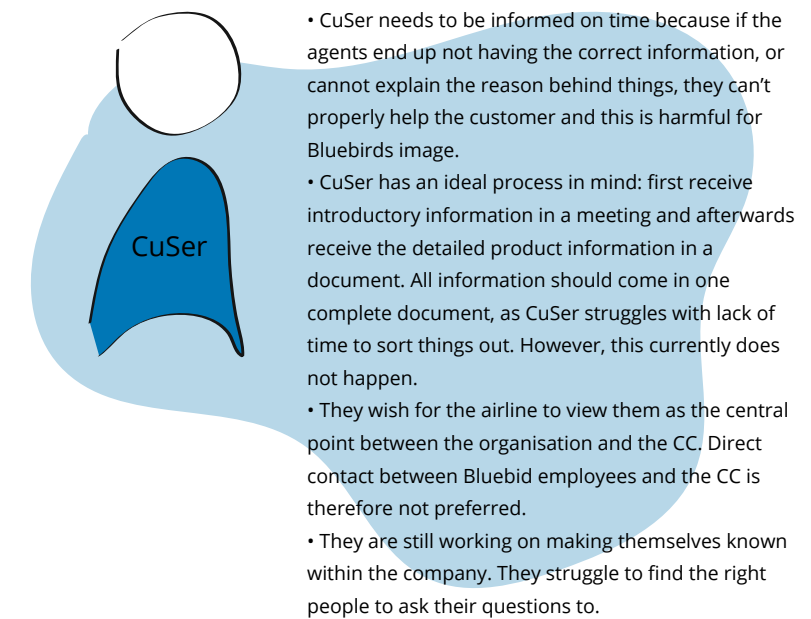 • CuSer needs to be informed on time because if the
agents end up not having the correct information, or
cannot explain the reason behind things, they can't
properly help the customer and this is harmful for
Bluebirds image.
• CuSer has an ideal process in mind: first receive
introductory information in a meeting and afterwards
receive the detailed product information in a
document. All information should come in one
complete document, as CuSer struggles with lack of
time to sort things out. However, this currently does
not happen.
• They wish for the airline to view them as the central
point between the organisation and the CC. Direct
contact between Bluebid employees and the CC is
therefore not preferred.
• They are still working on making themselves known
within the company. They struggle to find the right
people to ask their questions to.
CuSer